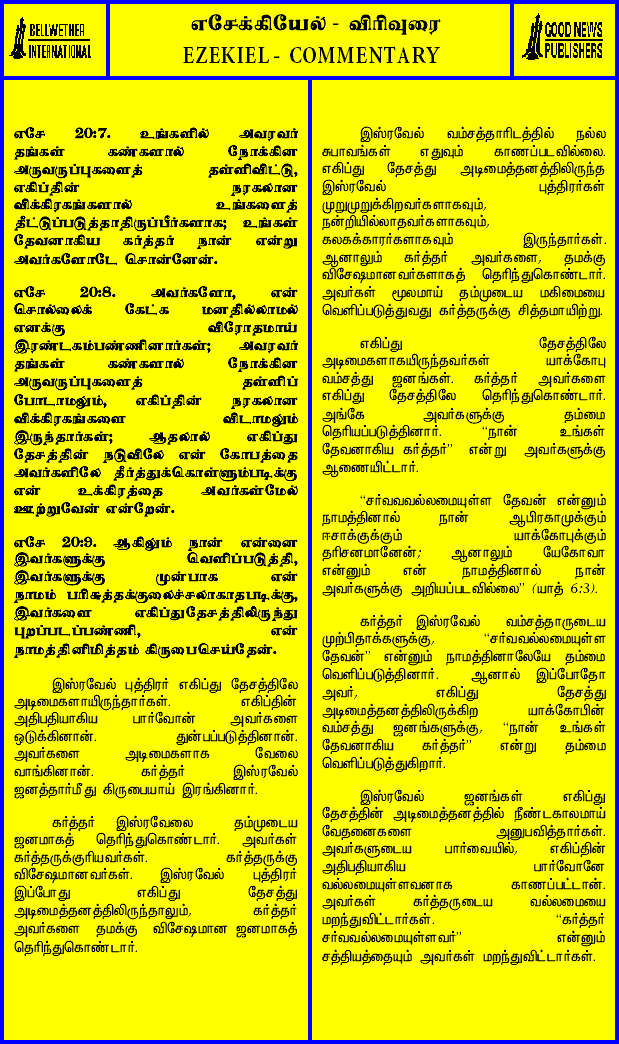 BELLWETHER
INTERNATIONAL
எசேக்கியேல் - விரிவுரை
EZEKIEL - COMMENTARY
GOOD NEWS
PUBLISHERS
எசே 20:7. உங்களில் அவரவர்
தங்கள் கண்களால் நோக்கின
அருவருப்புகளைத் தள்ளிவிட்டு,
எகிப்தின் நரகலான
விக்கிரகங்களால் உங்களைத்
தீட்டுப்படுத்தாதிருப்பீர்களாக; உங்கள்
தேவனாகிய கர்த்தர் நான் என்று
அவர்களோடே சொன்னேன்.
எசே 20:8. அவர்களோ, என்
சொல்லைக் கேட்க மனதில்லாமல்
எனக்கு விரோதமாய்
இரண்டகம்பண்ணினார்கள்; அவரவர்
தங்கள் கண்களால் நோக்கின
அருவருப்புகளைத் தள்ளிப்
போடாமலும், எகிப்தின் நரகலான
விக்கிரகங்களை விடாமலும்
இருந்தார்கள்; ஆதலால் எகிப்து
தேசத்தின் நடுவிலே என் கோபத்தை
அவர்களிலே தீர்த்துக்கொள்ளும்படிக்கு
என் உக்கிரத்தை அவர்கள்மேல்
ஊற்றுவேன் என்றேன்.
எசே 20:9. ஆகிலும் நான் என்னை
இவர்களுக்கு வெளிப்படுத்தி,
இவர்களுக்கு முன்பாக என்
நாமம் பரிசுத்தக்குலைச்சலாகாதபடிக்கு,
இவர்களை எகிப்துதேசத்திலிருந்து
புறப்படப்பண்ணி, என்
நாமத்தினிமித்தம் கிருபைசெய்தேன்.
இஸ்ரவேல் புத்திரர் எகிப்து தேசத்திலே
அடிமைகளாயிருந்தார்கள். எகிப்தின்
அதிபதியாகிய பார்வோன் அவர்களை
ஒடுக்கினான். துன்பப்படுத்தினான்.
அவர்களை அடிமைகளாக வேலை
வாங்கினான். கர்த்தர் இஸ்ரவேல்
ஜனத்தார்மீது கிருபையாய் இரங்கினார்.
கர்த்தர் இஸ்ரவேலை தம்முடைய
ஜனமாகத் தெரிந்துகொண்டார். அவர்கள்
கர்த்தருக்குரியவர்கள். கர்த்தருக்கு
விசேஷமானவர்கள். இஸ்ரவேல் புத்திரர்
இப்போது எகிப்து தேசத்து
அடிமைத்தனத்திலிருந்தாலும், கர்த்தர்
அவர்களை தமக்கு விசேஷமான ஜனமாகத்
தெரிந்துகொண்டார்.
இஸ்ரவேல் வம்சத்தாரிடத்தில் நல்ல
சுபாவங்கள் எதுவும் காணப்படவில்லை.
எகிப்து தேசத்து அடிமைத்தனத்திலிருந்த
இஸ்ரவேல் புத்திரர்கள்
முறுமுறுக்கிறவர்களாகவும்,
நன்றியில்லாதவர்களாகவும்,
கலகக்காரர்களாகவும் இருந்தார்கள்.
ஆனாலும் கர்த்தர் அவர்களை, தமக்கு
விசேஷமானவர்களாகத் தெரிந்துகொண்டார்.
அவர்கள் மூலமாய் தம்முடைய மகிமையை
வெளிப்படுத்துவது கர்த்தருக்கு சித்தமாயிற்று.
எகிப்து தேசத்திலே
அடிமைகளாகயிருந்தவர்கள் யாக்கோபு
வம்சத்து ஜனங்கள். கர்த்தர் அவர்களை
எகிப்து தேசத்திலே தெரிந்துகொண்டார்.
அங்கே அவர்களுக்கு தம்மை
தெரியப்படுத்தினார். “நான் உங்கள்
தேவனாகிய கர்த்தர்” என்று அவர்களுக்கு
ஆணையிட்டார்.
“சர்வவவல்லமையுள்ள தேவன் என்னும்
நாமத்தினால் நான் ஆபிரகாமுக்கும்
ஈசாக்குக்கும் யாக்கோபுக்கும்
தரிசனமானேன்; ஆனாலும் யேகோவா
என்னும் என் நாமத்தினால் நான்
அவர்களுக்கு அறியப்படவில்லை” (யாத் 6:3).
கர்த்தர் இஸ்ரவேல் வம்சத்தாருடைய
முற்பிதாக்களுக்கு, “சர்வவல்லமையுள்ள
தேவன்” என்னும் நாமத்தினாலேயே தம்மை
வெளிப்படுத்தினார். ஆனால் இப்போதோ
அவர், எகிப்து தேசத்து
அடிமைத்தனத்திலிருக்கிற யாக்கோபின்
வம்சத்து ஜனங்களுக்கு, “நான் உங்கள்
தேவனாகிய கர்த்தர்” என்று தம்மை
வெளிப்படுத்துகிறார்.
இஸ்ரவேல் ஜனங்கள் எகிப்து
தேசத்தின் அடிமைத்தனத்தில் நீண்டகாலமாய்
வேதனைகளை அனுபவித்தார்கள்.
அவர்களுடைய பார்வையில், எகிப்தின்
அதிபதியாகிய பார்வோனே
வல்லமையுள்ளவனாக காணப்பட்டான்.
அவர்கள் கர்த்தருடைய வல்லமையை
மறந்துவிட்டார்கள். “கர்த்தர்
சர்வவல்லமையுள்ளவர்” என்னும்
சத்தியத்தையும் அவர்கள் மறந்துவிட்டார்கள்.